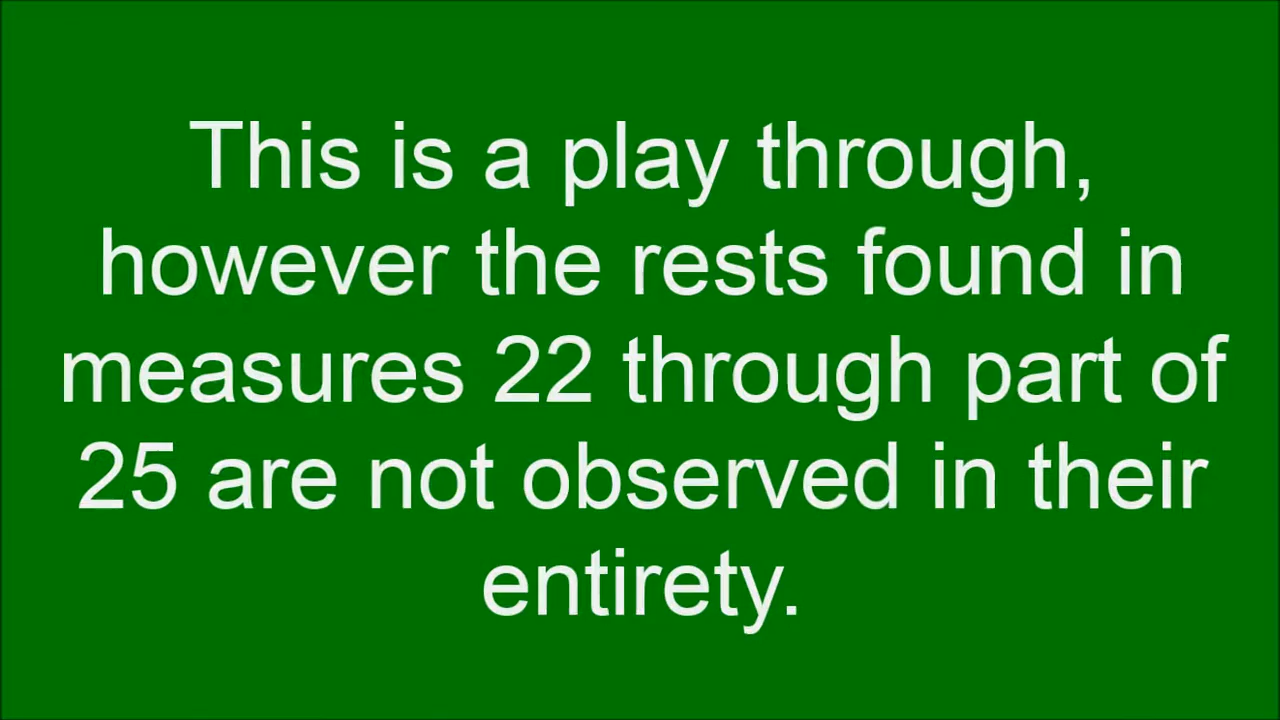 This is a play through,
however the rests found in
measures 22 through part of
25 are not observed in their
entirety.